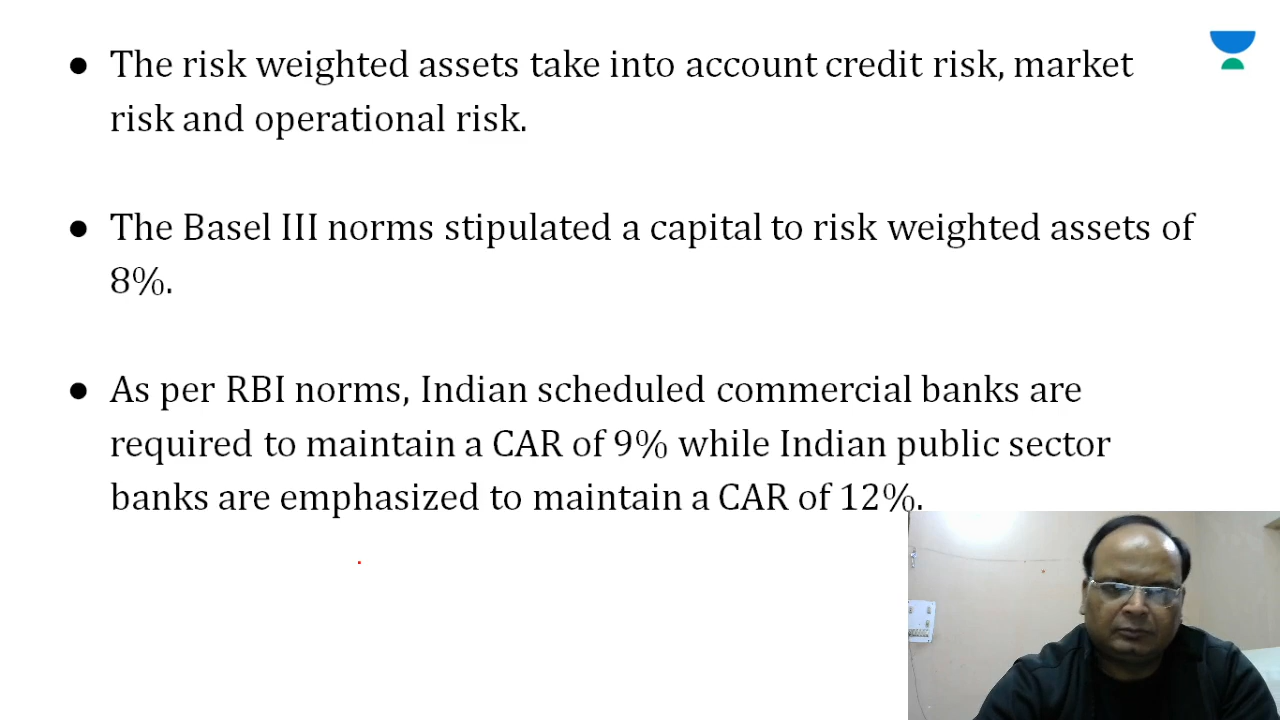 ● The risk weighted assets take into account credit risk, market
risk and operational risk.
● The Basel III norms stipulated a capital to risk weighted assets of
8%.
● As per RBI norms, Indian scheduled commercial banks are
required to maintain a CAR of 9% while Indian public sector
banks are emphasized to maintain a CAR of 12%.